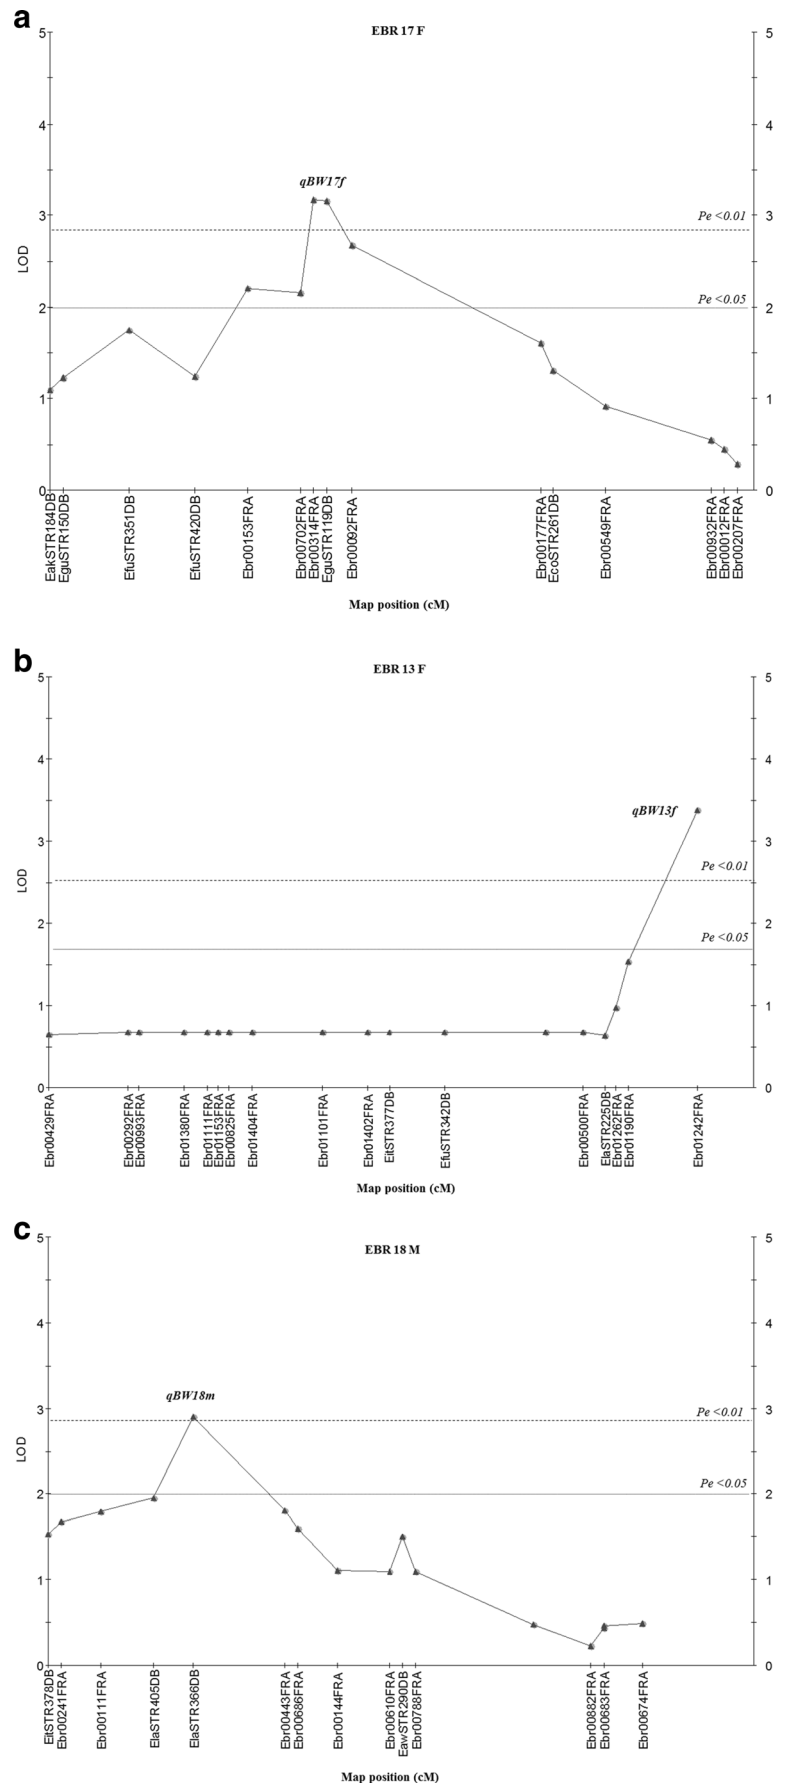 a
EBR 17 F
5 5
4 4
qBW17f
3 3
Pe <0.01
LOD
2 2
Pe <0.05
1 1
0 0
EakSTR184DB
EguSTR150DB
EfuSTR351DB
EfuSTR420DB
Ebr00153FRA
Ebr00702FRA
Ebr00314FRA
EguSTR119DB
Ebr00092FRA
Ebr00177FRA
EcoSTR261DB
Ebr00549FRA
Ebr00932FRA
Ebr00012FRA
Ebr00207FRA
Map position (cM)
b
EBR 13 F
5 5
4 4
qBW13f
3 3
Pe <0.01
LOD
2 2
Pe <0.05
1 1
0 0
Ebr00429FRA
Ebr00292FRA
Ebr00993FRA
Ebr01380FRA
Ebr01111FRA
Ebr01153FRA
Ebr00825FRA
Ebr01404FRA
Ebr01101FRA
Ebr01402FRA
EitSTR377DB
EfuSTR342DB
Ebr00500FRA
ElaSTR225DB
Ebr01262FRA
Ebr01190FRA
Ebr01242FRA
Map position (cM)
c
EBR 18 M
5 5
4 4
qBW18m
3 3
Pe <0.01
LOD
2 2
Pe <0.05
1 1
0 0
EitSTR378DB
Ebr00241FRA
Ebr00111FRA
ElaSTR405DB
ElaSTR366DB
Ebr00443FRA
Ebr00686FRA
Ebr00144FRA
Ebr00610FRA
EawSTR290DB
Ebr00788FRA
Ebr00882FRA
Ebr00683FRA
Ebr00674FRA
Map position (cM)